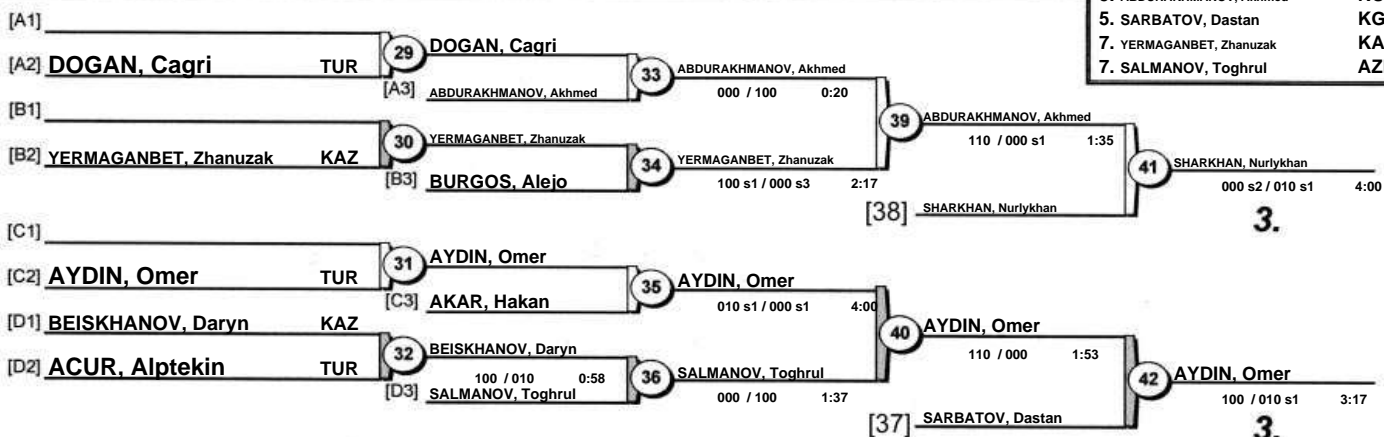 5. SARBATOV, Dastan KG
7. YERMAGANBET, Zhanuzak KA
7. SALMANOV, Toghrul AZ
[A1]
[A2] DOGAN, Cagri TUR
29
DOGAN, Cagri
[A3] ABDURAKHMANOV, Akhmed
33
ABDURAKHMANOV, Akhmed
000 / 100 0:20
[B1]
[B2] YERMAGANBET, Zhanuzak KAZ
30
YERMAGANBET, Zhanuzak
[B3] BURGOS, Alejo
34
YERMAGANBET, Zhanuzak
100 s1 / 000 s3 2:17
39
ABDURAKHMANOV, Akhmed
110 / 000 s1 1:35
[38] SHARKHAN, Nurlykhan
41
SHARKHAN, Nurlykhan
000 s2 / 010 s1 4:00
3.
[C1]
[C2] AYDIN, Omer TUR
31
AYDIN, Omer
[C3] AKAR, Hakan
35
AYDIN, Omer
010 s1 / 000 s1 4:00
[D1] BEISKHANOV, Daryn KAZ
[D2] ACUR, Alptekin TUR
32
BEISKHANOV, Daryn
100 / 010 0:58
[D3] SALMANOV, Toghrul
36
SALMANOV, Toghrul
000 / 100 1:37
40
AYDIN, Omer
110 / 000 1:53
[37] SARBATOV, Dastan
42
AYDIN, Omer
100 / 010 s1 3:17
3.